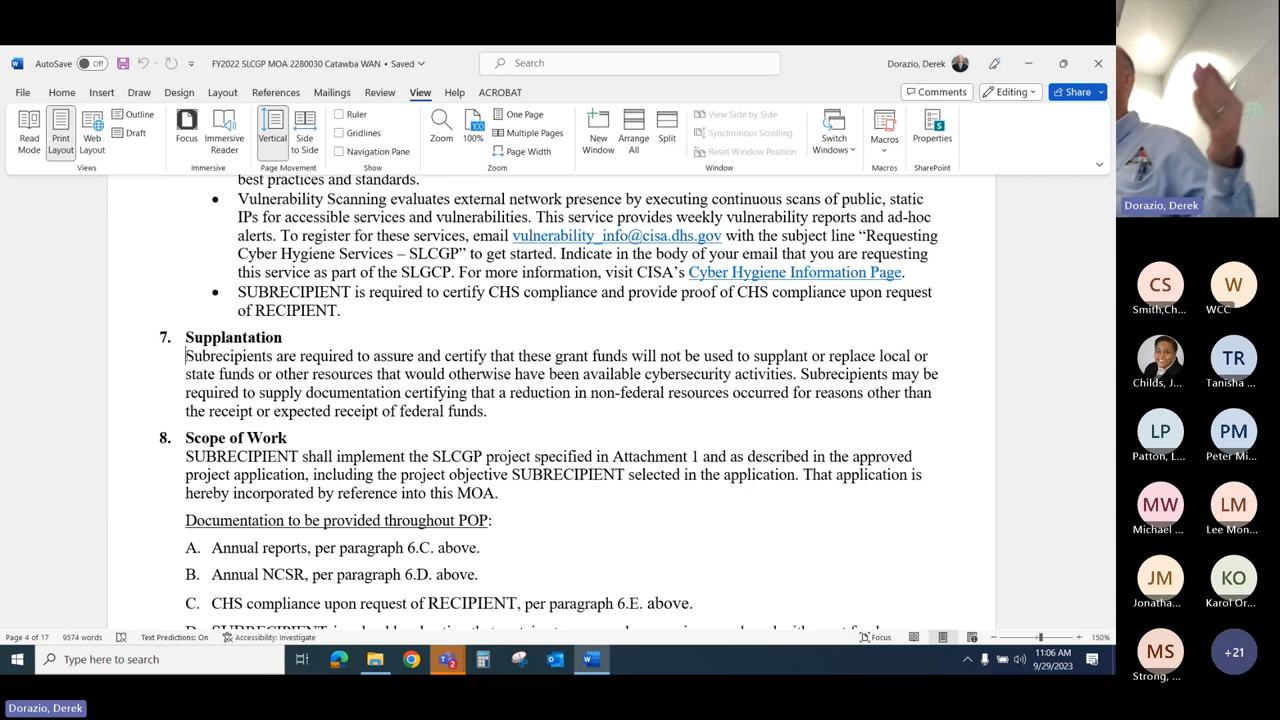 AutoSave Off FY2022 SLCGP MOA 2280030 Catawba WAN • Saved Search Dorazio, Derek
File Home Insert Draw Design Layout References Mailings Review View Help ACROBAT Comments Editing Share
Read Mode Print Layout Web Layout Outline Draft Views
Focus Immersive Reader Immersive
Vertical Side to Side Page Movement
Ruler Gridlines Navigation Pane Show
Zoom 100% One Page Multiple Pages Page Width Zoom
New Window Arrange All Split View Side by Side Synchronous Scrolling Reset Window Position Switch Windows Window
Macros Macros
Properties SharePoint
best practices and standards.
• Vulnerability Scanning evaluates external network presence by executing continuous scans of public, static
IPs for accessible services and vulnerabilities. This service provides weekly vulnerability reports and ad-hoc
alerts. To register for these services, email vulnerability_info@cisa.dhs.gov with the subject line “Requesting
Cyber Hygiene Services – SLCGP” to get started. Indicate in the body of your email that you are requesting
this service as part of the SLGCP. For more information, visit CISA’s Cyber Hygiene Information Page.
• SUBRECIPIENT is required to certify CHS compliance and provide proof of CHS compliance upon request
of RECIPIENT.
7. Supplantation
Subrecipients are required to assure and certify that these grant funds will not be used to supplant or replace local or
state funds or other resources that would otherwise have been available cybersecurity activities. Subrecipients may be
required to supply documentation certifying that a reduction in non-federal resources occurred for reasons other than
the receipt or expected receipt of federal funds.
8. Scope of Work
SUBRECIPIENT shall implement the SLCGP project specified in Attachment 1 and as described in the approved
project application, including the project objective SUBRECIPIENT selected in the application. That application is
hereby incorporated by reference into this MOA.
Documentation to be provided throughout POP:
A. Annual reports, per paragraph 6.C. above.
B. Annual NCSR, per paragraph 6.D. above.
C. CHS compliance upon request of RECIPIENT, per paragraph 6.E. above.
Page 4 of 17 9574 words Text Predictions: On Accessibility: Investigate Focus 150%
Type here to search 11:06 AM
9/29/2023
Dorazio, Derek
Dorazio, Derek
CS W
Smith,Ch... WCC
TR
Childs, J... Tanisha ...
LP PM
Patton, L... Peter Mi...
MW LM
Michael ... Lee Mon...
JM KO
Jonatha... Karol Or...
MS +21
Strong, ...